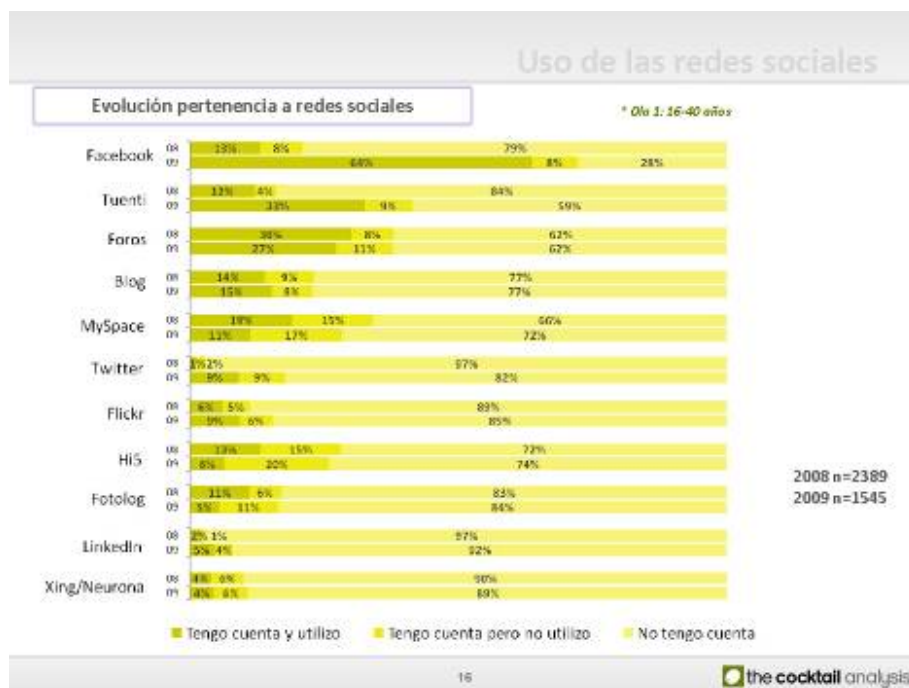 Uso de las redes sociales
Evolución pertenencia a redes sociales
* Ola 1: 16-40 años
Facebook
08 13% 8% 79%
09 64% 8% 28%
Tuenti
08 12% 4% 84%
09 33% 9% 59%
Foros
08 30% 8% 62%
09 27% 11% 62%
Blog
08 14% 9% 77%
09 15% 8% 77%
MySpace
08 19% 15% 66%
09 11% 17% 72%
Twitter
08 1% 2% 97%
09 9% 9% 82%
Flickr
08 6% 5% 89%
09 9% 6% 85%
Hi5
08 13% 15% 72%
09 6% 20% 74%
Fotolog
08 11% 6% 83%
09 5% 11% 84%
LinkedIn
08 2% 1% 97%
09 5% 4% 92%
Xing/Neurona
08 4% 6% 90%
09 4% 6% 89%
2008 n=2389
2009 n=1545
Tengo cuenta y utilizo Tengo cuenta pero no utilizo No tengo cuenta
16
the cocktail analysis